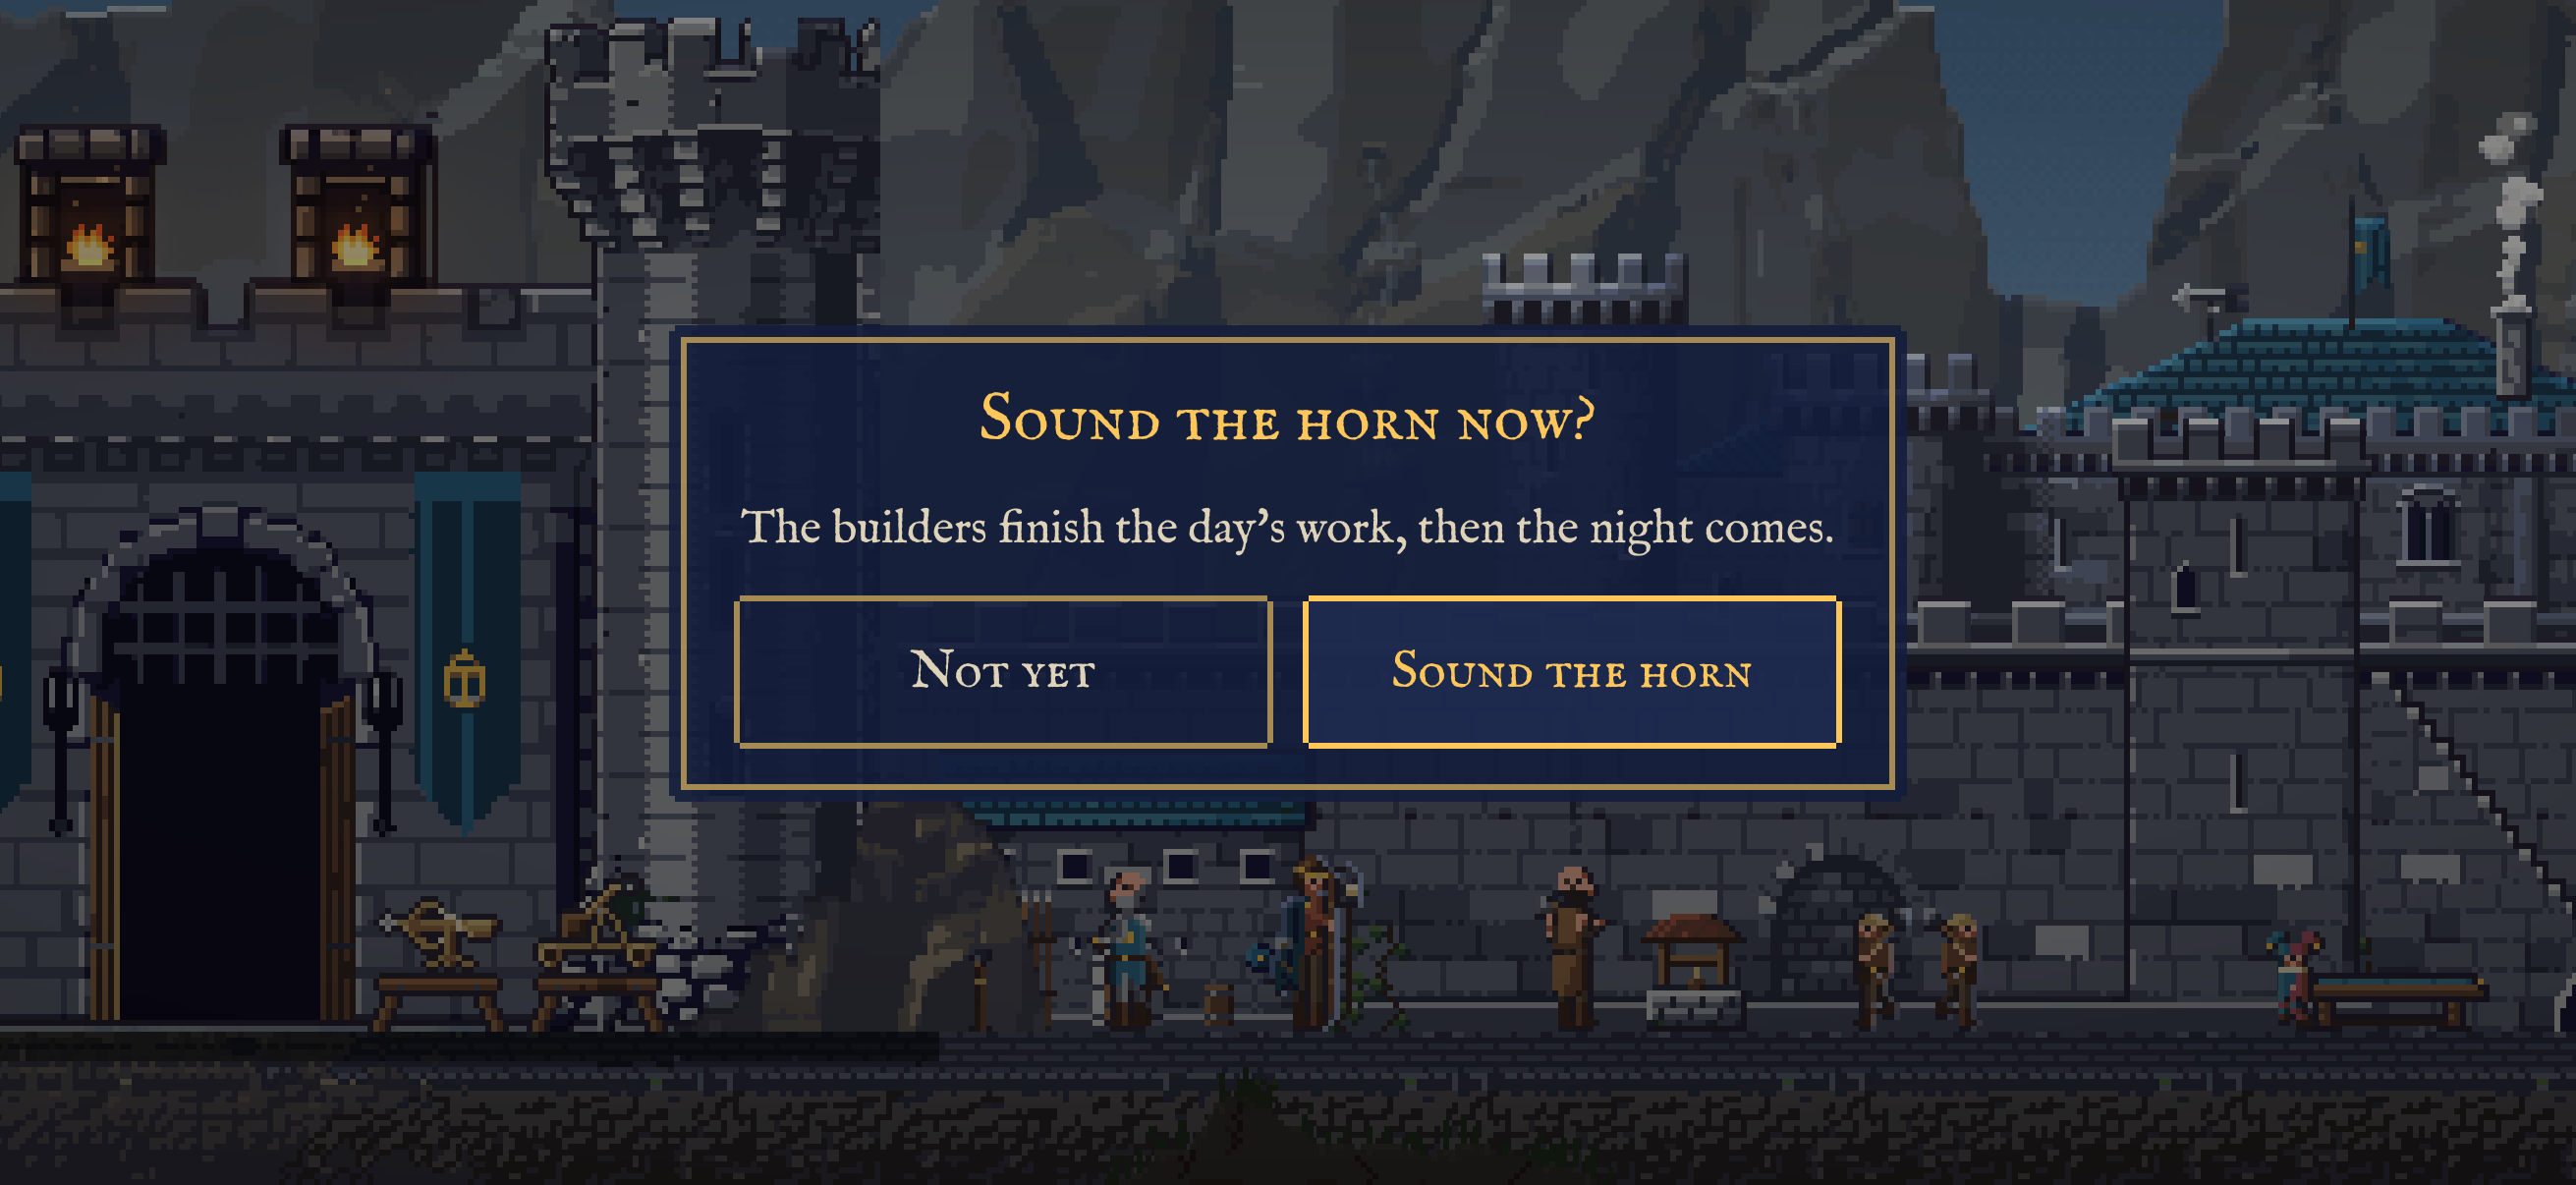 Sound the horn now?
The builders finish the day’s work, then the night comes.
Not yet
Sound the horn